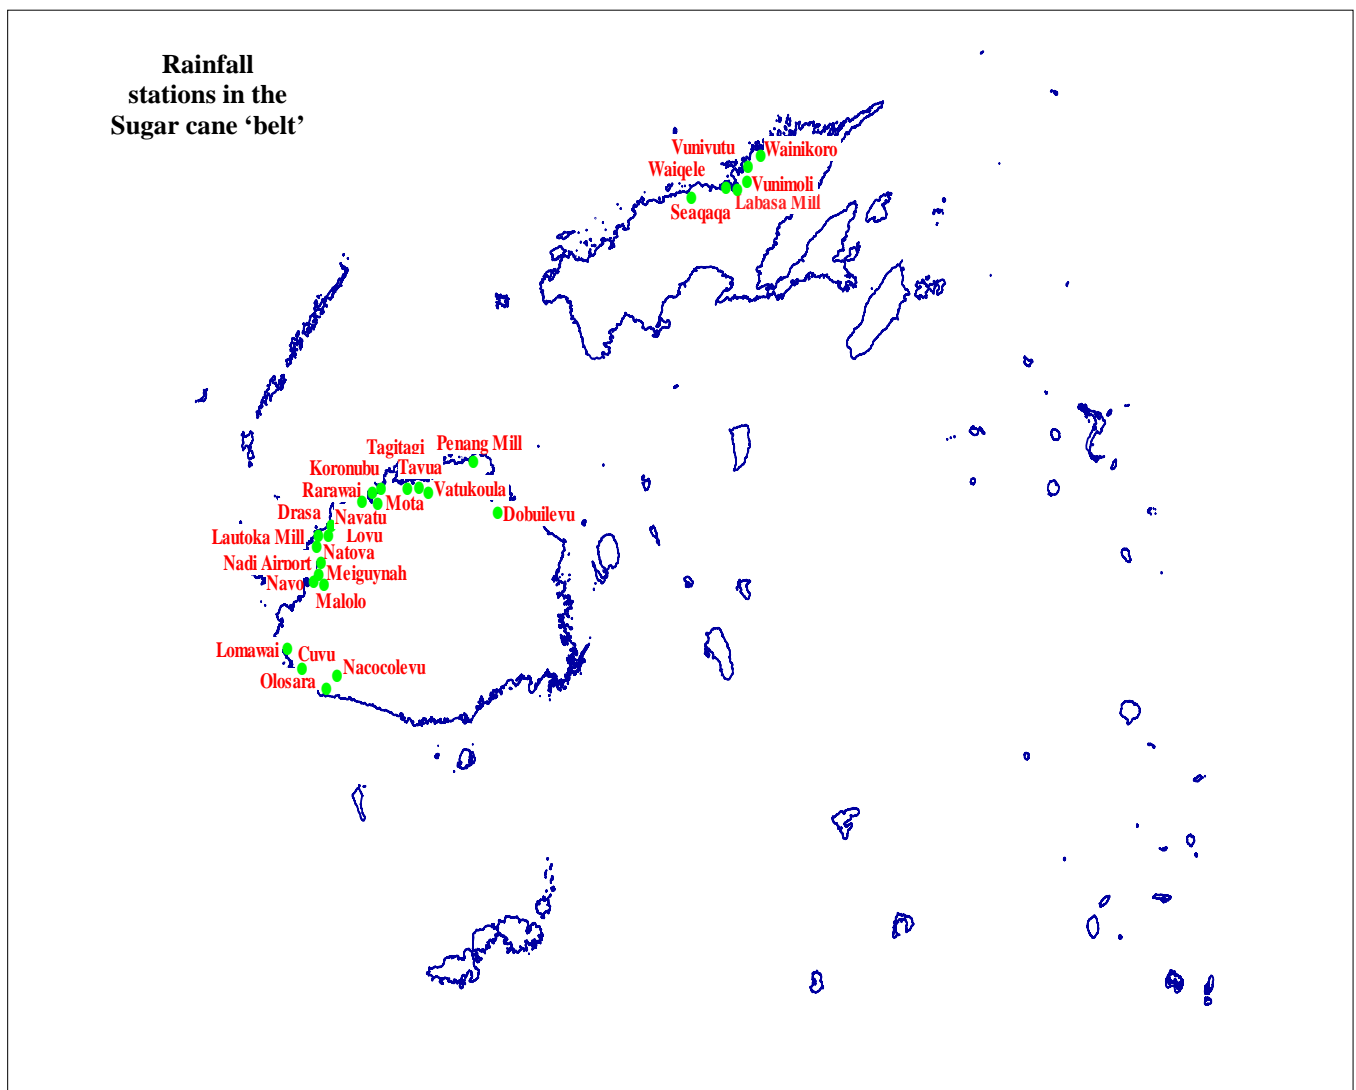 Rainfall
stations in the
Sugar cane ‘belt’
Vunivutu
Wainikoro
Waiqele
Vunimoli
Labasa Mill
Seaqaqa
Tagitagi
Penang Mill
Koronubu
Tavua
Rarawai
Vatukoula
Mota
Drasa
Navatu
Dobuilevu
Lautoka Mill
Lovu
Natova
Nadi Airport
Meiguynah
Navo
Malolo
Lomawai
Cuvu
Nacocolevu
Olosara